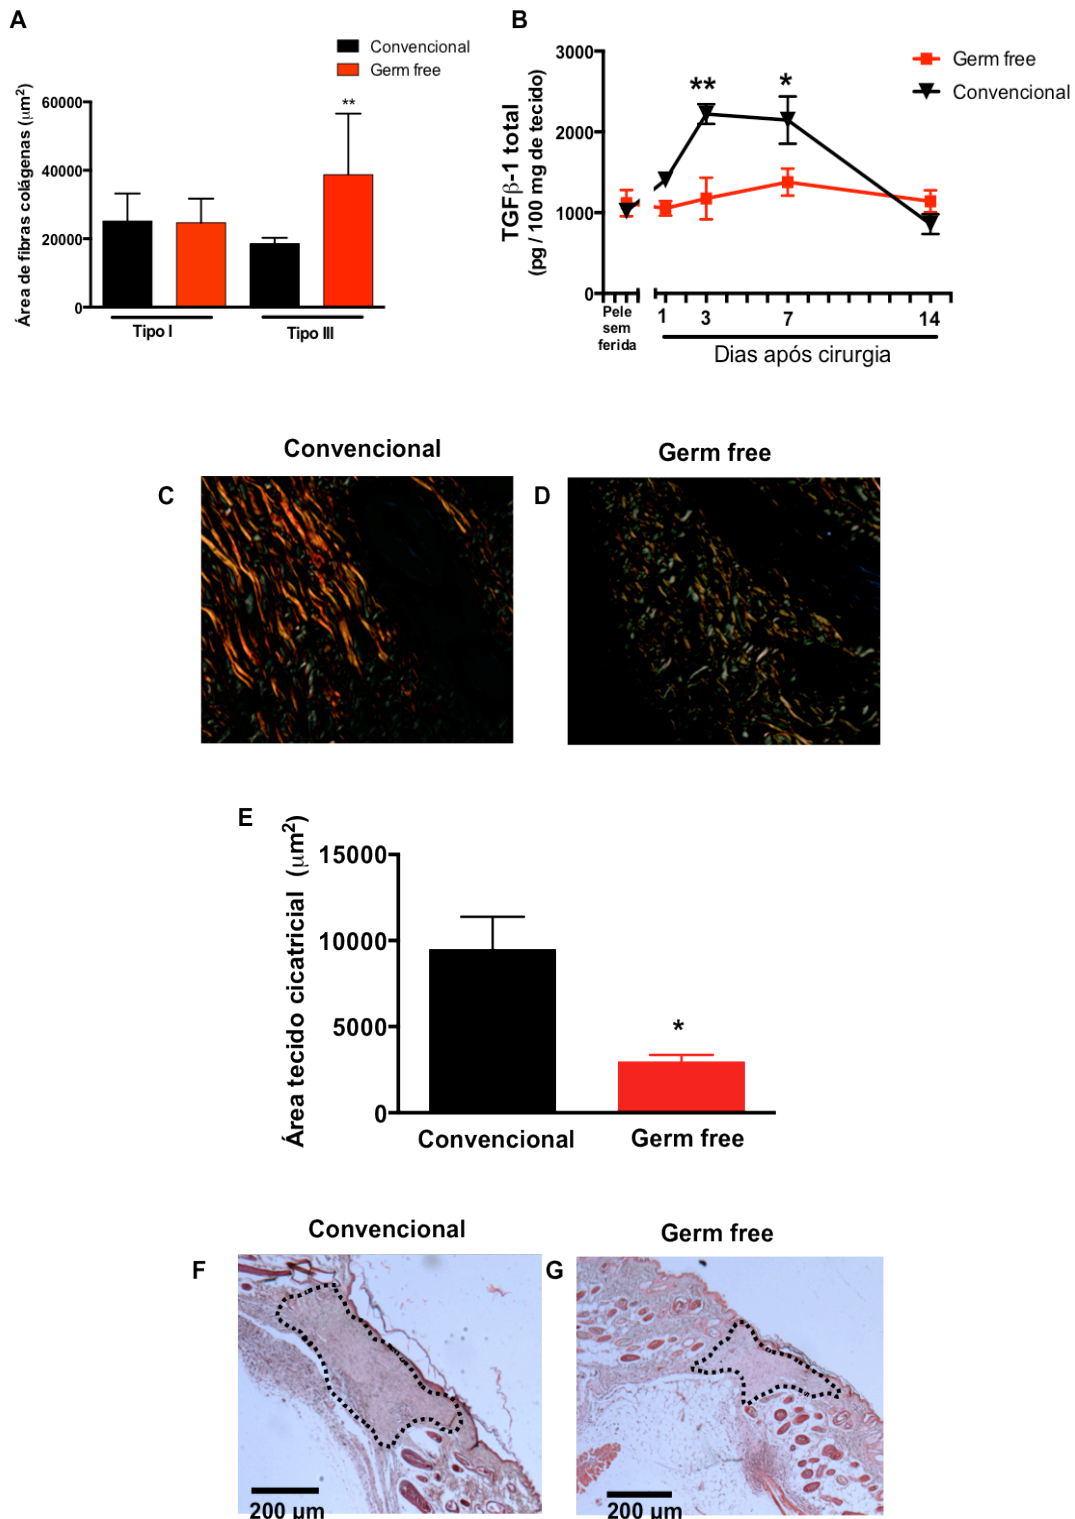 A
Convencional
Germ free
Área de fibras colágenas (µm²)
60000
**
40000
20000
0
Tipo I
Tipo III
B
TGFβ-1 total
(pg / 100 mg de tecido)
3000
2000
1000
0
**
*
Germ free
Convencional
Pele
sem
ferida
1 3 7 14
Dias após cirurgia
Convencional
Germ free
C
D
E
Área tecido cicatricial (µm²)
15000
10000
5000
0
*
Convencional
Germ free
Convencional
Germ free
F
G
200 µm
200 µm